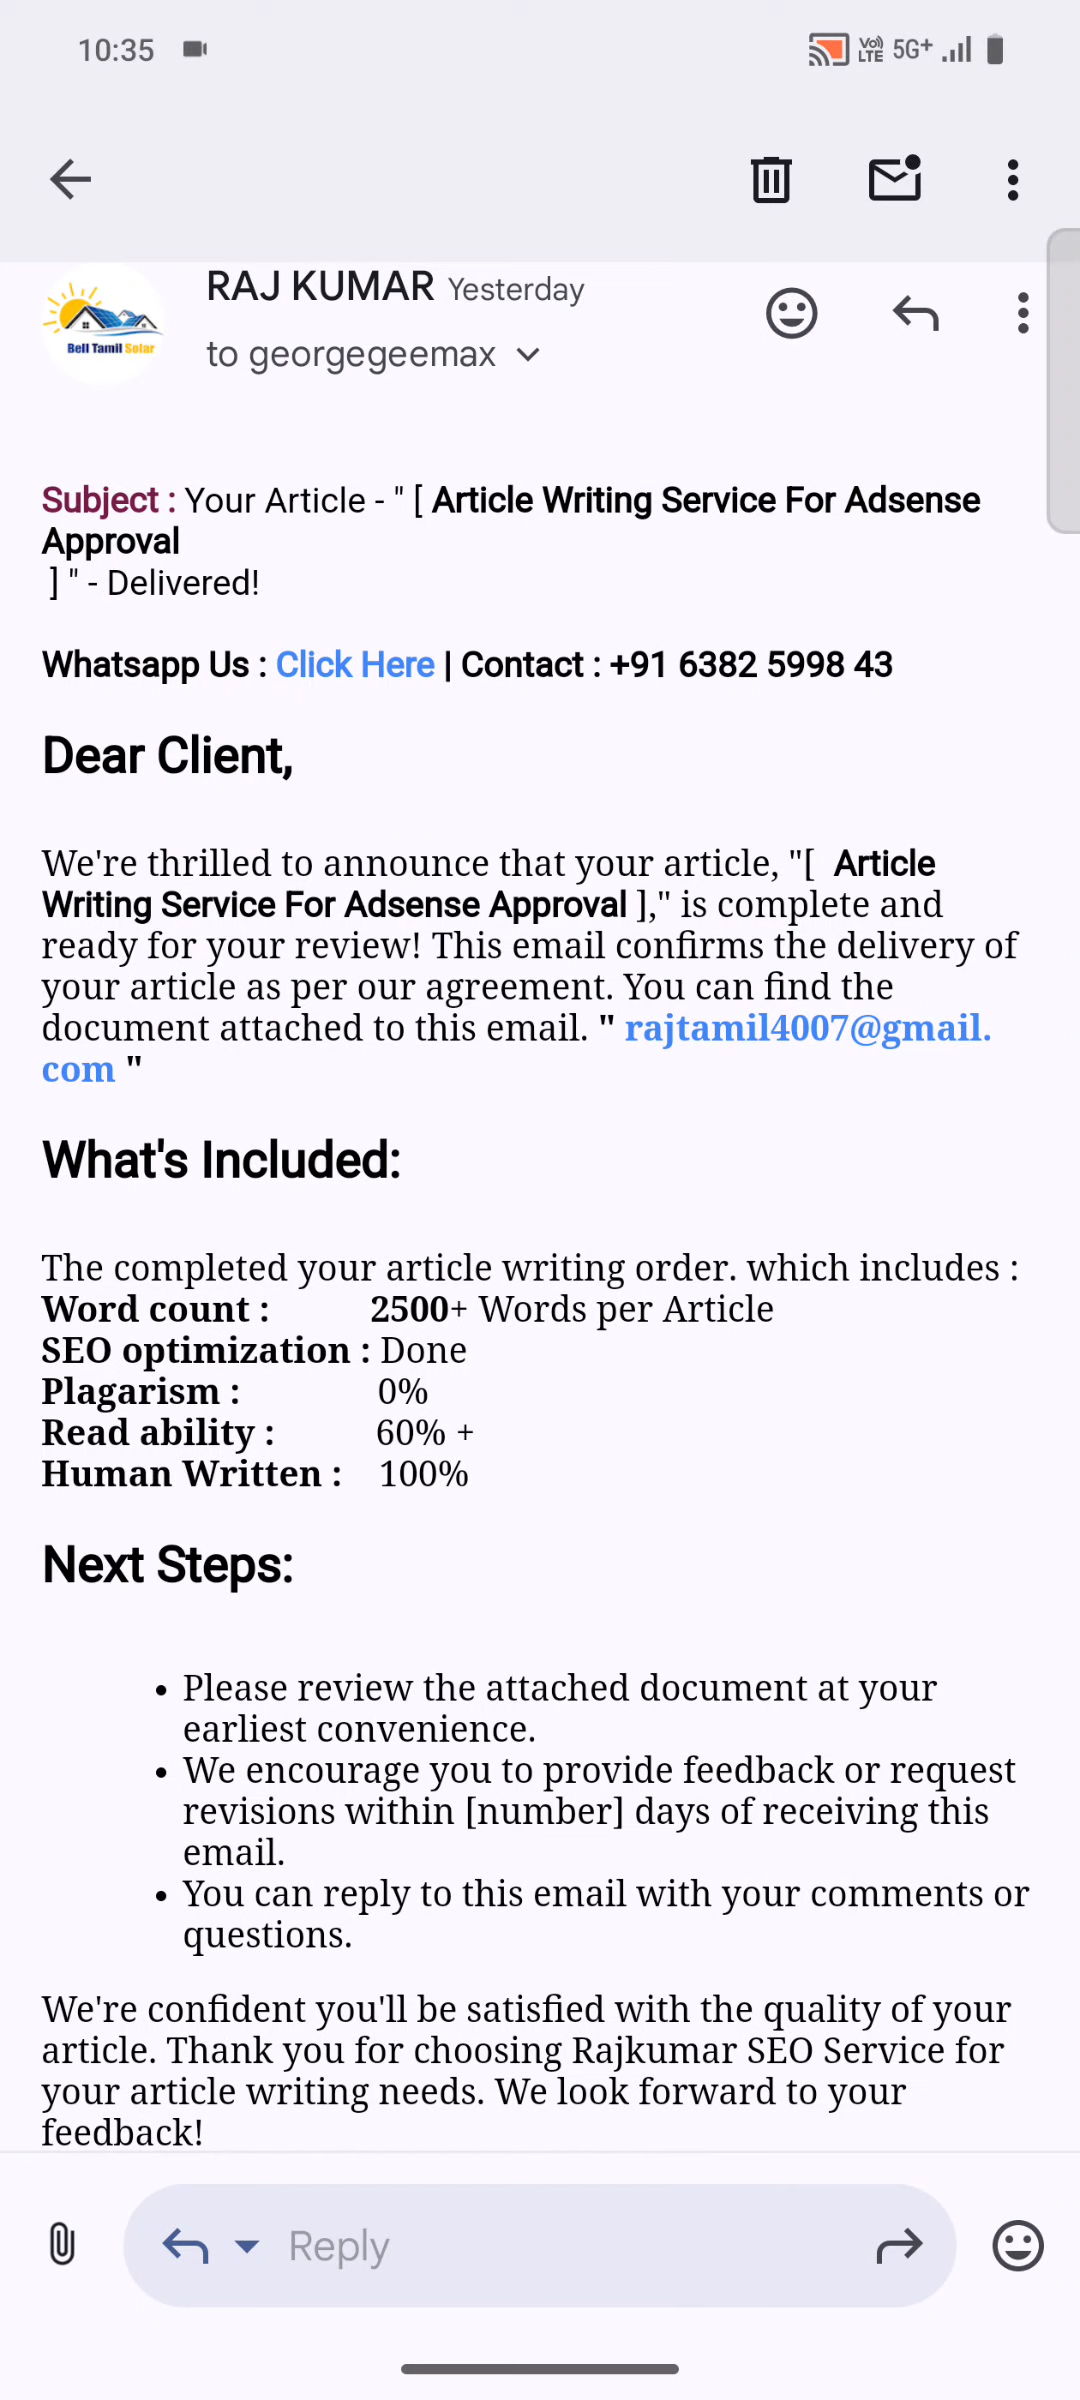 10:35 Vo) LTE 5G+
RAJ KUMAR Yesterday
to georgegeemax
Bell Tamil Solar
Subject : Your Article - " [ Article Writing Service For Adsense
Approval
] " - Delivered!
Whatsapp Us : Click Here | Contact : +91 6382 5998 43
Dear Client,
We're thrilled to announce that your article, "[ Article
Writing Service For Adsense Approval ]," is complete and
ready for your review! This email confirms the delivery of
your article as per our agreement. You can find the
document attached to this email. " rajtamil4007@gmail.
com "
What's Included:
The completed your article writing order. which includes :
Word count : 2500+ Words per Article
SEO optimization : Done
Plagarism : 0%
Read ability : 60% +
Human Written : 100%
Next Steps:
• Please review the attached document at your
earliest convenience.
• We encourage you to provide feedback or request
revisions within [number] days of receiving this
email.
• You can reply to this email with your comments or
questions.
We're confident you'll be satisfied with the quality of your
article. Thank you for choosing Rajkumar SEO Service for
your article writing needs. We look forward to your
feedback!
Reply